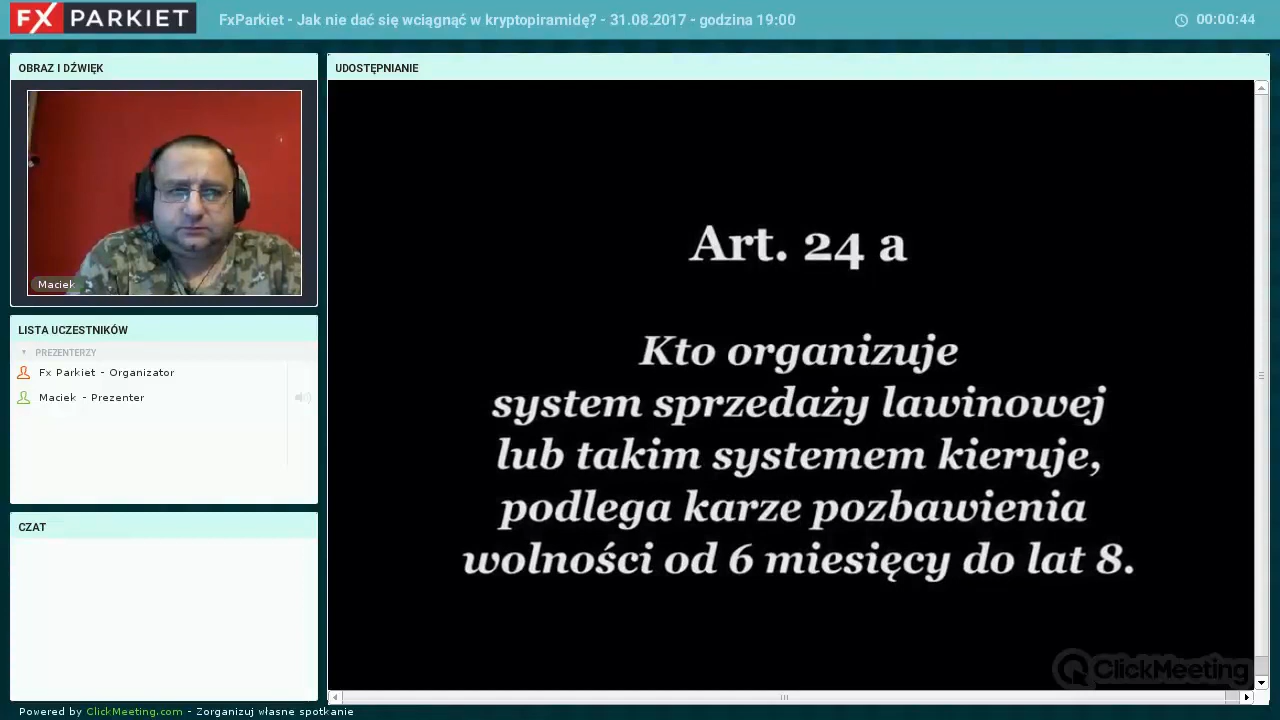 FX PARKIET
FxParkiet - Jak nie dać się wciągnąć w kryptopiramidę? - 31.08.2017 - godzina 19:00
00:00:44
OBRAZ I DŹWIĘK
Maciek
LISTA UCZESTNIKÓW
PREZENTERZY
Fx Parkiet - Organizator
Maciek - Prezenter
CZAT
UDOSTĘPNIANIE
Art. 24 a
Kto organizuje
system sprzedaży lawinowej
lub takim systemem kieruje,
podlega karze pozbawienia
wolności od 6 miesięcy do lat 8.
ClickMeeting
Powered by ClickMeeting.com - Zorganizuj własne spotkanie